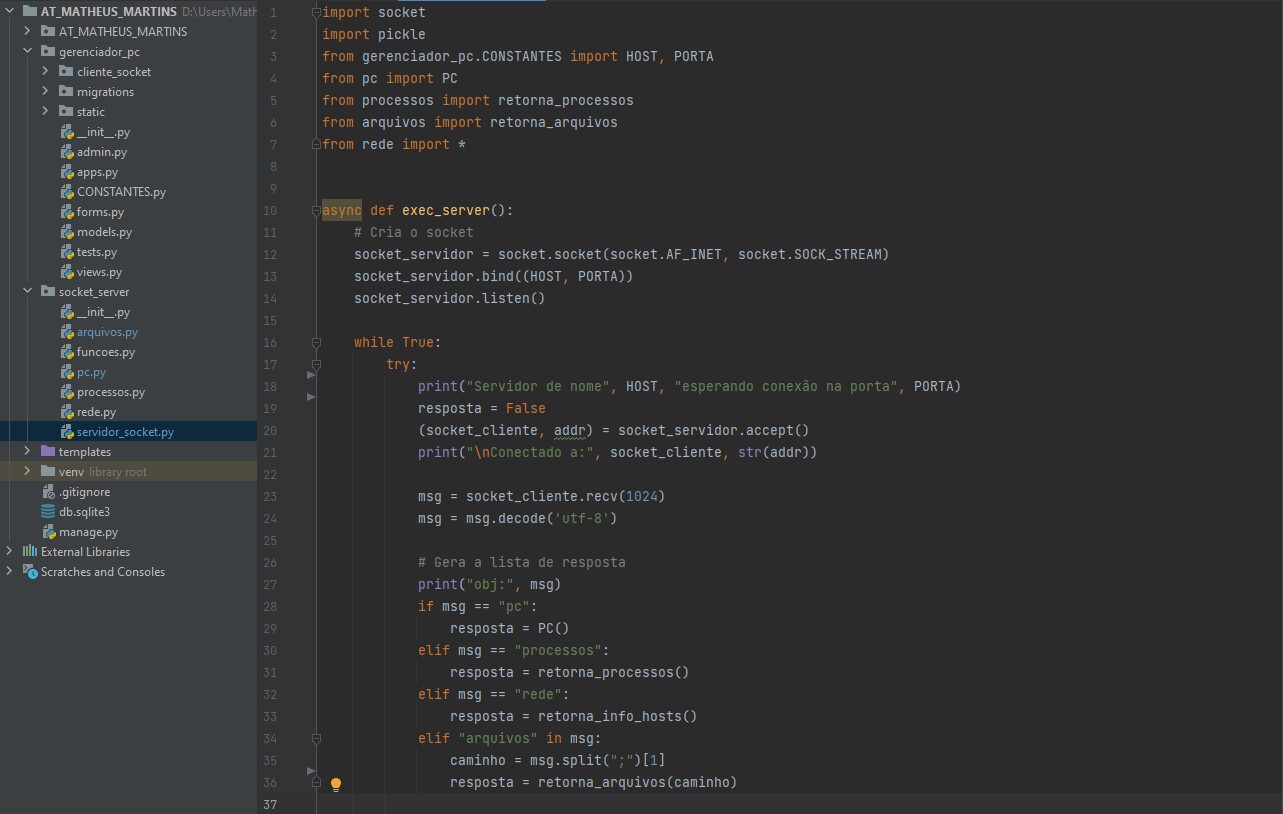 AT_MATHEUS_MARTINS D:\Users\Math
AT_MATHEUS_MARTINS
gerenciador_pc
cliente_socket
migrations
static
__init__.py
admin.py
apps.py
CONSTANTES.py
forms.py
models.py
tests.py
views.py
socket_server
__init__.py
arquivos.py
funcoes.py
pc.py
processos.py
rede.py
servidor_socket.py
templates
venv library root
.gitignore
db.sqlite3
manage.py
External Libraries
Scratches and Consoles
1 import socket
2 import pickle
3 from gerenciador_pc.CONSTANTES import HOST, PORTA
4 from pc import PC
5 from processos import retorna_processos
6 from arquivos import retorna_arquivos
7 from rede import *
8
9
10 async def exec_server():
11 # Cria o socket
12 socket_servidor = socket.socket(socket.AF_INET, socket.SOCK_STREAM)
13 socket_servidor.bind((HOST, PORTA))
14 socket_servidor.listen()
15
16 while True:
17 try:
18 print("Servidor de nome", HOST, "esperando conexão na porta", PORTA)
19 resposta = False
20 (socket_cliente, addr) = socket_servidor.accept()
21 print("\nConectado a:", socket_cliente, str(addr))
22
23 msg = socket_cliente.recv(1024)
24 msg = msg.decode('utf-8')
25
26 # Gera a lista de resposta
27 print("obj:", msg)
28 if msg == "pc":
29 resposta = PC()
30 elif msg == "processos":
31 resposta = retorna_processos()
32 elif msg == "rede":
33 resposta = retorna_info_hosts()
34 elif "arquivos" in msg:
35 caminho = msg.split(";")[1]
36 resposta = retorna_arquivos(caminho)
37